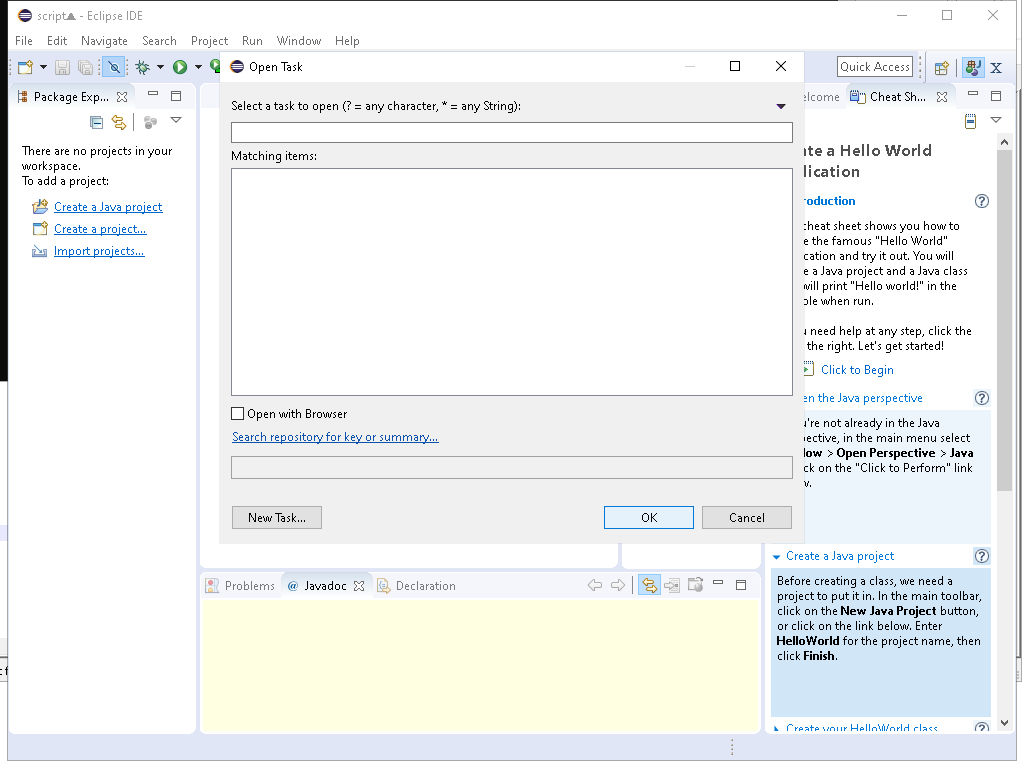 script▲ - Eclipse IDE
File Edit Navigate Search Project Run Window Help
Quick Access
Package Exp...
There are no projects in your
workspace.
To add a project:
Create a Java project
Create a project...
Import projects...
Open Task
Select a task to open (? = any character, * = any String):
Matching items:
Open with Browser
Search repository for key or summary...
New Task...
OK
Cancel
elcome
Cheat Sh...
te a Hello World
lication
roduction
cheat sheet shows you how to
e the famous "Hello World"
cation and try it out. You will
e a Java project and a Java class
will print "Hello world!" in the
ole when run.
u need help at any step, click the
the right. Let's get started!
Click to Begin
en the Java perspective
u're not already in the Java
pective, in the main menu select
dow > Open Perspective > Java
ck on the "Click to Perform" link
w.
Create a Java project
Before creating a class, we need a
project to put it in. In the main toolbar,
click on the New Java Project button,
or click on the link below. Enter
HelloWorld for the project name, then
click Finish.
Create your HelloWorld class
Problems
@ Javadoc
Declaration